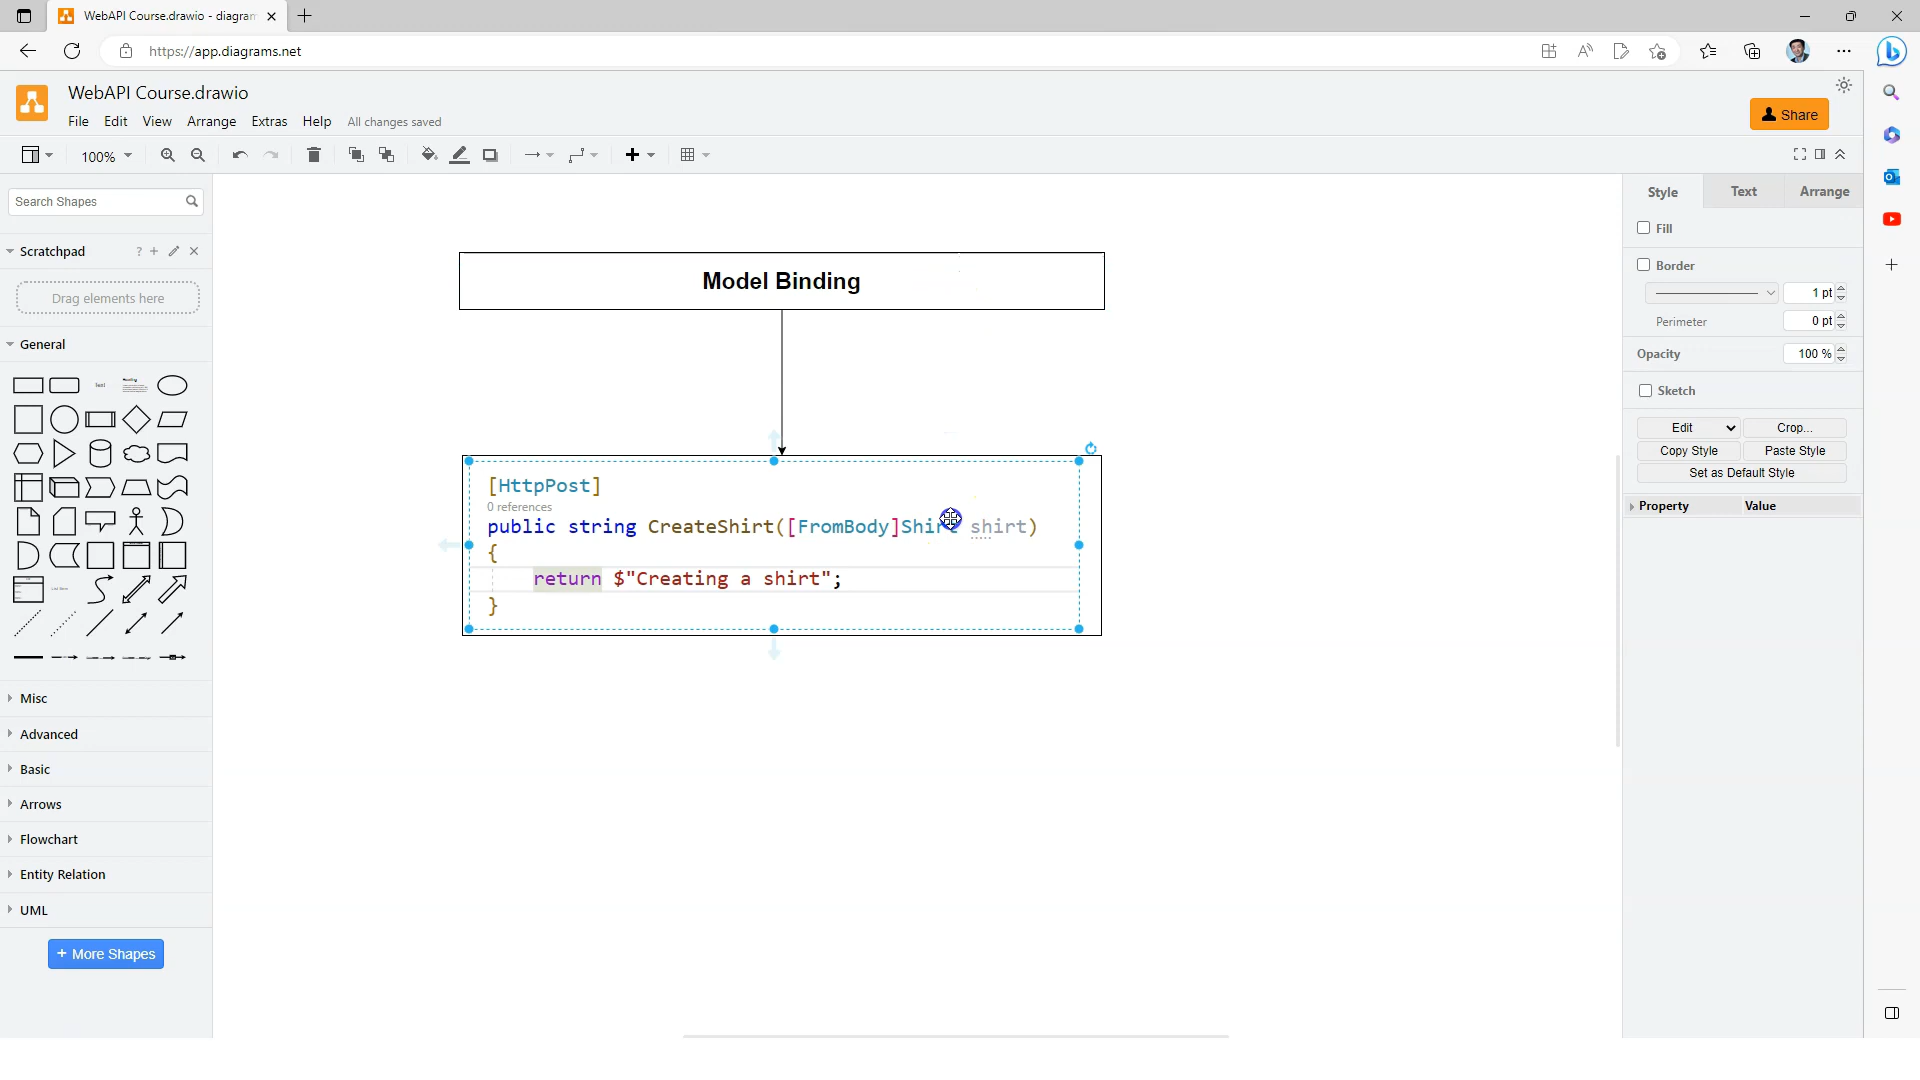 WebAPI Course.drawio - diagram
https://app.diagrams.net
WebAPI Course.drawio
File Edit View Arrange Extras Help All changes saved
Share
100%
Search Shapes
Scratchpad
Drag elements here
General
Misc
Advanced
Basic
Arrows
Flowchart
Entity Relation
UML
+ More Shapes
Model Binding
[HttpPost]
0 references
public string CreateShirt([FromBody]Shirt shirt)
{
return $"Creating a shirt";
}
Style Text Arrange
Fill
Border
1 pt
Perimeter 0 pt
Opacity 100 %
Sketch
Edit Crop...
Copy Style Paste Style
Set as Default Style
Property Value